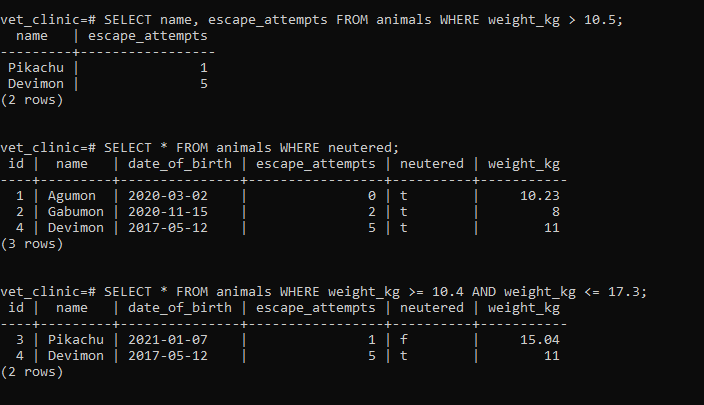 vet_clinic=# SELECT name, escape_attempts FROM animals WHERE weight_kg > 10.5;
  name   | escape_attempts
---------+-----------------
 Pikachu |               1
 Devimon |               5
(2 rows)
vet_clinic=# SELECT * FROM animals WHERE neutered;
 id |  name   | date_of_birth | escape_attempts | neutered | weight_kg
----+---------+---------------+-----------------+----------+-----------
  1 | Agumon  | 2020-03-02    |               0 | t        |     10.23
  2 | Gabumon | 2020-11-15    |               2 | t        |         8
  4 | Devimon | 2017-05-12    |               5 | t        |        11
(3 rows)
vet_clinic=# SELECT * FROM animals WHERE weight_kg >= 10.4 AND weight_kg <= 17.3;
 id |  name   | date_of_birth | escape_attempts | neutered | weight_kg
----+---------+---------------+-----------------+----------+-----------
  3 | Pikachu | 2021-01-07    |               1 | f        |     15.04
  4 | Devimon | 2017-05-12    |               5 | t        |        11
(2 rows)